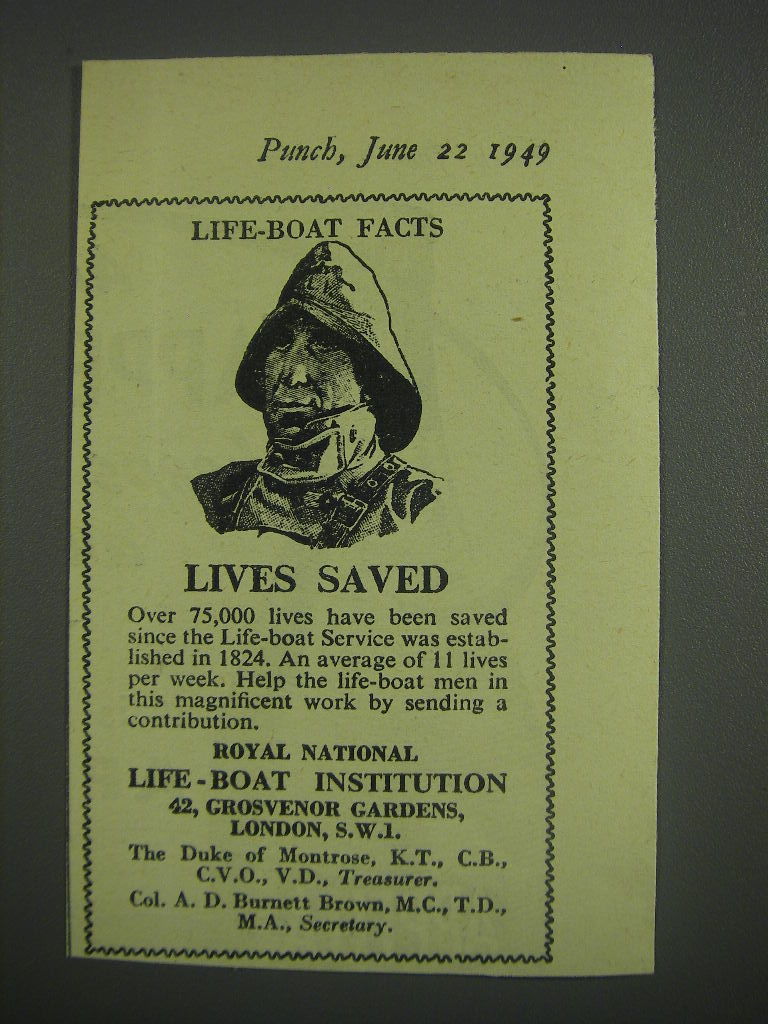 Punch, June 22 1949
LIFE-BOAT FACTS
LIVES SAVED
Over 75,000 lives have been saved
since the Life-boat Service was estab-
lished in 1824. An average of 11 lives
per week. Help the life-boat men in
this magnificent work by sending a
contribution.
ROYAL NATIONAL
LIFE-BOAT INSTITUTION
42, GROSVENOR GARDENS,
LONDON, S.W.1.
The Duke of Montrose, K.T., C.B.,
C.V.O., V.D., Treasurer.
Col. A. D. Burnett Brown, M.C., T.D.,
M.A., Secretary.